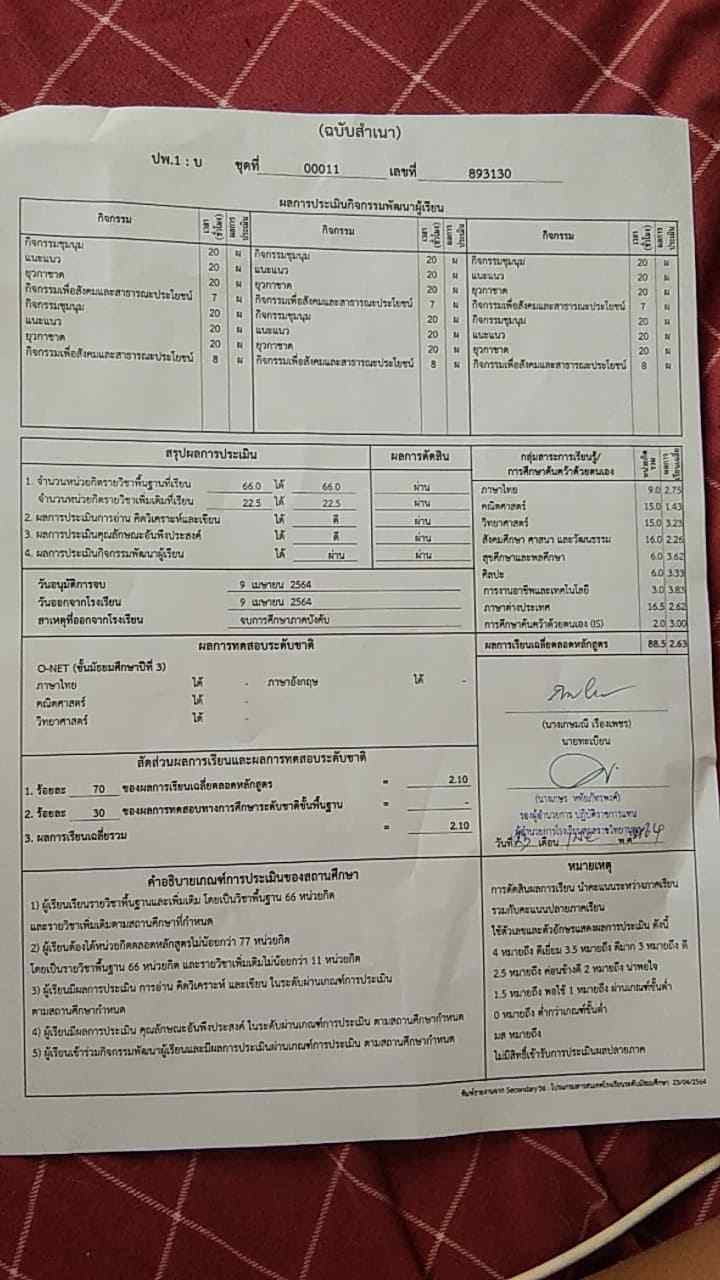 (ฉบับสำเนา)
ปพ.1 : บ ชุดที่ 00011 เลขที่ 893130
ผลการประเมินกิจกรรมพัฒนาผู้เรียน
กิจกรรม เวลา (ชั่วโมง) ผลการประเมิน กิจกรรม เวลา (ชั่วโมง) ผลการประเมิน กิจกรรม เวลา (ชั่วโมง) ผลการประเมิน
กิจกรรมชุมนุม 20 ผ กิจกรรมชุมนุม 20 ผ กิจกรรมชุมนุม 20 ผ
แนะแนว 20 ผ แนะแนว 20 ผ แนะแนว 20 ผ
ยุวกาชาด 20 ผ ยุวกาชาด 20 ผ ยุวกาชาด 20 ผ
กิจกรรมเพื่อสังคมและสาธารณะประโยชน์ 7 ผ กิจกรรมเพื่อสังคมและสาธารณะประโยชน์ 7 ผ กิจกรรมเพื่อสังคมและสาธารณะประโยชน์ 7 ผ
กิจกรรมชุมนุม 20 ผ กิจกรรมชุมนุม 20 ผ กิจกรรมชุมนุม 20 ผ
แนะแนว 20 ผ แนะแนว 20 ผ แนะแนว 20 ผ
ยุวกาชาด 20 ผ ยุวกาชาด 20 ผ ยุวกาชาด 20 ผ
กิจกรรมเพื่อสังคมและสาธารณะประโยชน์ 8 ผ กิจกรรมเพื่อสังคมและสาธารณะประโยชน์ 8 ผ กิจกรรมเพื่อสังคมและสาธารณะประโยชน์ 8 ผ
สรุปผลการประเมิน ผลการตัดสิน
1. จำนวนหน่วยกิตรายวิชาพื้นฐานที่เรียน 66.0 ได้ 66.0 ผ่าน
จำนวนหน่วยกิตรายวิชาเพิ่มเติมที่เรียน 22.5 ได้ 22.5 ผ่าน
2. ผลการประเมินการอ่าน คิดวิเคราะห์และเขียน ได้ ดี ผ่าน
3. ผลการประเมินคุณลักษณะอันพึงประสงค์ ได้ ดี ผ่าน
4. ผลการประเมินกิจกรรมพัฒนาผู้เรียน ได้ ผ่าน ผ่าน
วันอนุมัติการจบ 9 เมษายน 2564
วันออกจากโรงเรียน 9 เมษายน 2564
สาเหตุที่ออกจากโรงเรียน จบการศึกษาภาคบังคับ
ผลการทดสอบระดับชาติ
O-NET (ชั้นมัธยมศึกษาปีที่ 3)
ภาษาไทย ได้ - ภาษาอังกฤษ ได้ -
คณิตศาสตร์ ได้ -
วิทยาศาสตร์ ได้ -
สัดส่วนผลการเรียนและผลการทดสอบระดับชาติ
1. ร้อยละ 70 ของผลการเรียนเฉลี่ยตลอดหลักสูตร = 2.10
2. ร้อยละ 30 ของผลการทดสอบทางการศึกษาระดับชาติขั้นพื้นฐาน = -
3. ผลการเรียนเฉลี่ยรวม = 2.10
กลุ่มสาระการเรียนรู้/
การศึกษาค้นคว้าด้วยตนเอง หน่วยกิตรวม ผลการเรียนเฉลี่ย
ภาษาไทย 9.0 2.75
คณิตศาสตร์ 15.0 1.43
วิทยาศาสตร์ 15.0 3.23
สังคมศึกษา ศาสนา และวัฒนธรรม 16.0 2.26
สุขศึกษาและพลศึกษา 6.0 3.62
ศิลปะ 6.0 3.33
การงานอาชีพและเทคโนโลยี 3.0 3.83
ภาษาต่างประเทศ 16.5 2.62
การศึกษาค้นคว้าด้วยตนเอง (IS) 2.0 3.00
ผลการเรียนเฉลี่ยตลอดหลักสูตร 88.5 2.63
(นางเกษมณี เรืองเพชร)
นายทะเบียน
รองผู้อำนวยการ ปฏิบัติราชการแทน
วันที่ เดือน พ.ศ.
คำอธิบายเกณฑ์การประเมินของสถานศึกษา
1) ผู้เรียนเรียนรายวิชาพื้นฐานและเพิ่มเติม โดยเป็นวิชาพื้นฐาน 66 หน่วยกิต
และรายวิชาเพิ่มเติมตามสถานศึกษาที่กำหนด
2) ผู้เรียนต้องได้หน่วยกิตตลอดหลักสูตรไม่น้อยกว่า 77 หน่วยกิต
โดยเป็นรายวิชาพื้นฐาน 66 หน่วยกิต และรายวิชาเพิ่มเติมไม่น้อยกว่า 11 หน่วยกิต
3) ผู้เรียนมีผลการประเมิน การอ่าน คิดวิเคราะห์ และเขียน ในระดับผ่านเกณฑ์การประเมิน
ตามสถานศึกษากำหนด
4) ผู้เรียนมีผลการประเมิน คุณลักษณะอันพึงประสงค์ ในระดับผ่านเกณฑ์การประเมิน ตามสถานศึกษากำหนด
5) ผู้เรียนเข้าร่วมกิจกรรมพัฒนาผู้เรียนและมีผลการประเมินผ่านเกณฑ์การประเมิน ตามสถานศึกษากำหนด
หมายเหตุ
การตัดสินผลการเรียน นำคะแนนระหว่างภาคเรียน
รวมกับคะแนนปลายภาคเรียน
ใช้ตัวเลขและตัวอักษรแสดงผลการประเมิน ดังนี้
4 หมายถึง ดีเยี่ยม 3.5 หมายถึง ดีมาก 3 หมายถึง ดี
2.5 หมายถึง ค่อนข้างดี 2 หมายถึง น่าพอใจ
1.5 หมายถึง พอใช้ 1 หมายถึง ผ่านเกณฑ์ขั้นต่ำ
0 หมายถึง ต่ำกว่าเกณฑ์ขั้นต่ำ
มส หมายถึง
ไม่มีสิทธิ์เข้ารับการประเมินผลปลายภาค
พิมพ์รายงานจาก Secondary'56 : โปรแกรมสารสนเทศโรงเรียนระดับมัธยมศึกษา 23/04/2564